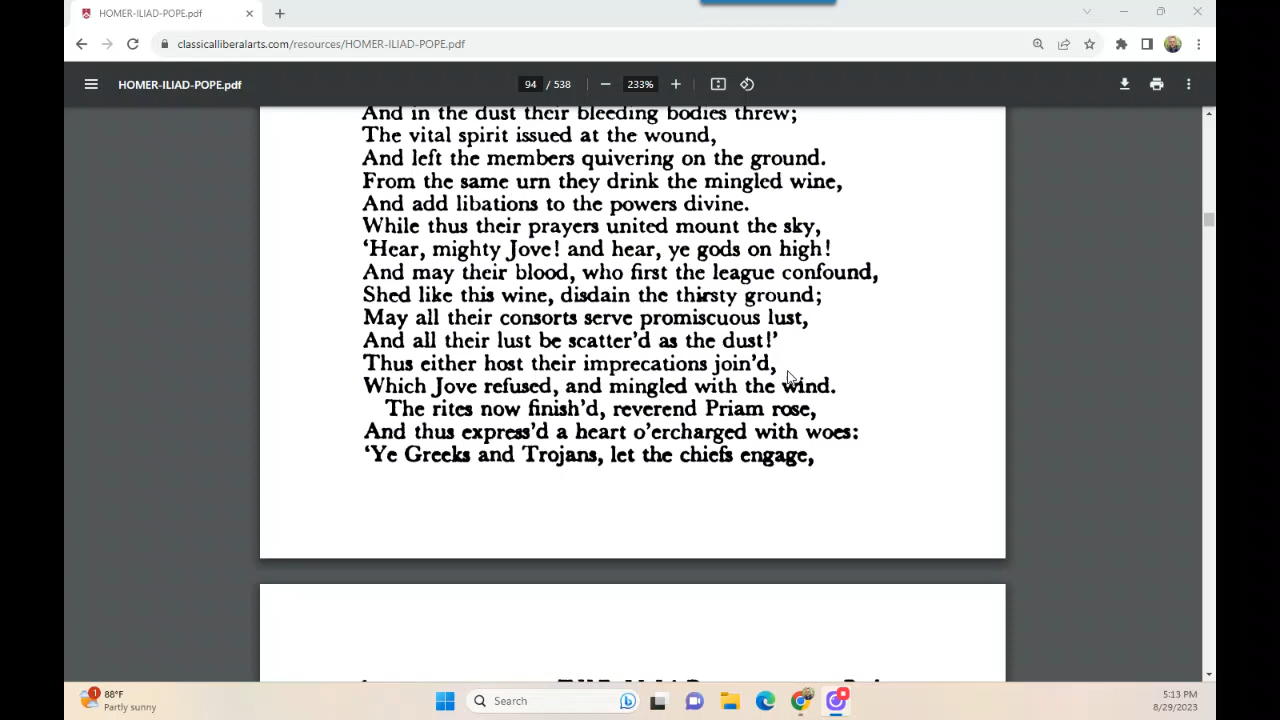 HOMER-ILIAD-POPE.pdf
classicalliberalarts.com/resources/HOMER-ILIAD-POPE.pdf
HOMER-ILIAD-POPE.pdf
94 / 538
233%
And in the dust their bleeding bodies threw;
The vital spirit issued at the wound,
And left the members quivering on the ground.
From the same urn they drink the mingled wine,
And add libations to the powers divine.
While thus their prayers united mount the sky,
‘Hear, mighty Jove! and hear, ye gods on high!
And may their blood, who first the league confound,
Shed like this wine, disdain the thirsty ground;
May all their consorts serve promiscuous lust,
And all their lust be scatter’d as the dust!’
Thus either host their imprecations join’d,
Which Jove refused, and mingled with the wind.
The rites now finish’d, reverend Priam rose,
And thus express’d a heart o’ercharged with woes:
‘Ye Greeks and Trojans, let the chiefs engage,
1
88°F
Partly sunny
Search
5:13 PM
8/29/2023